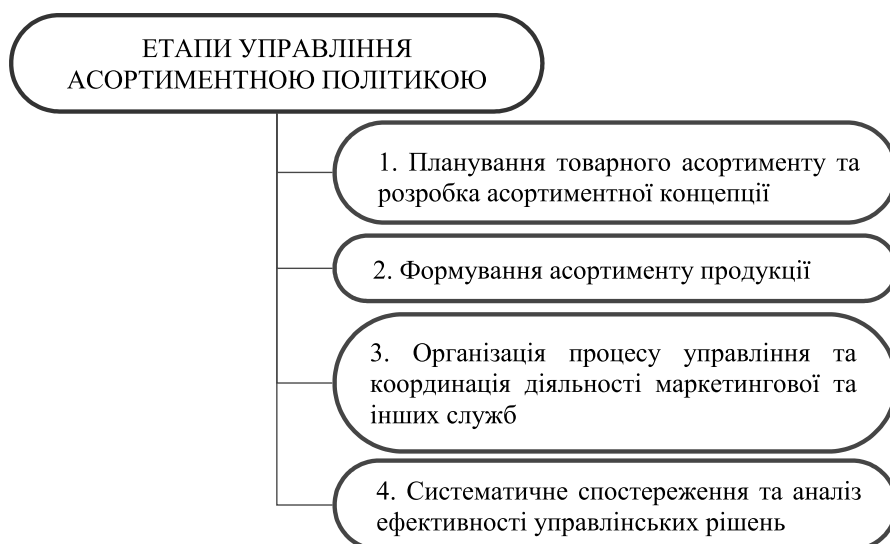 ЕТАПИ УПРАВЛІННЯ
АСОРТИМЕНТНОЮ ПОЛІТИКОЮ
1. Планування товарного асортименту та
розробка асортиментної концепції
2. Формування асортименту продукції
3. Організація процесу управління та
координація діяльності маркетингової та
інших служб
4. Систематичне спостереження та аналіз
ефективності управлінських рішень